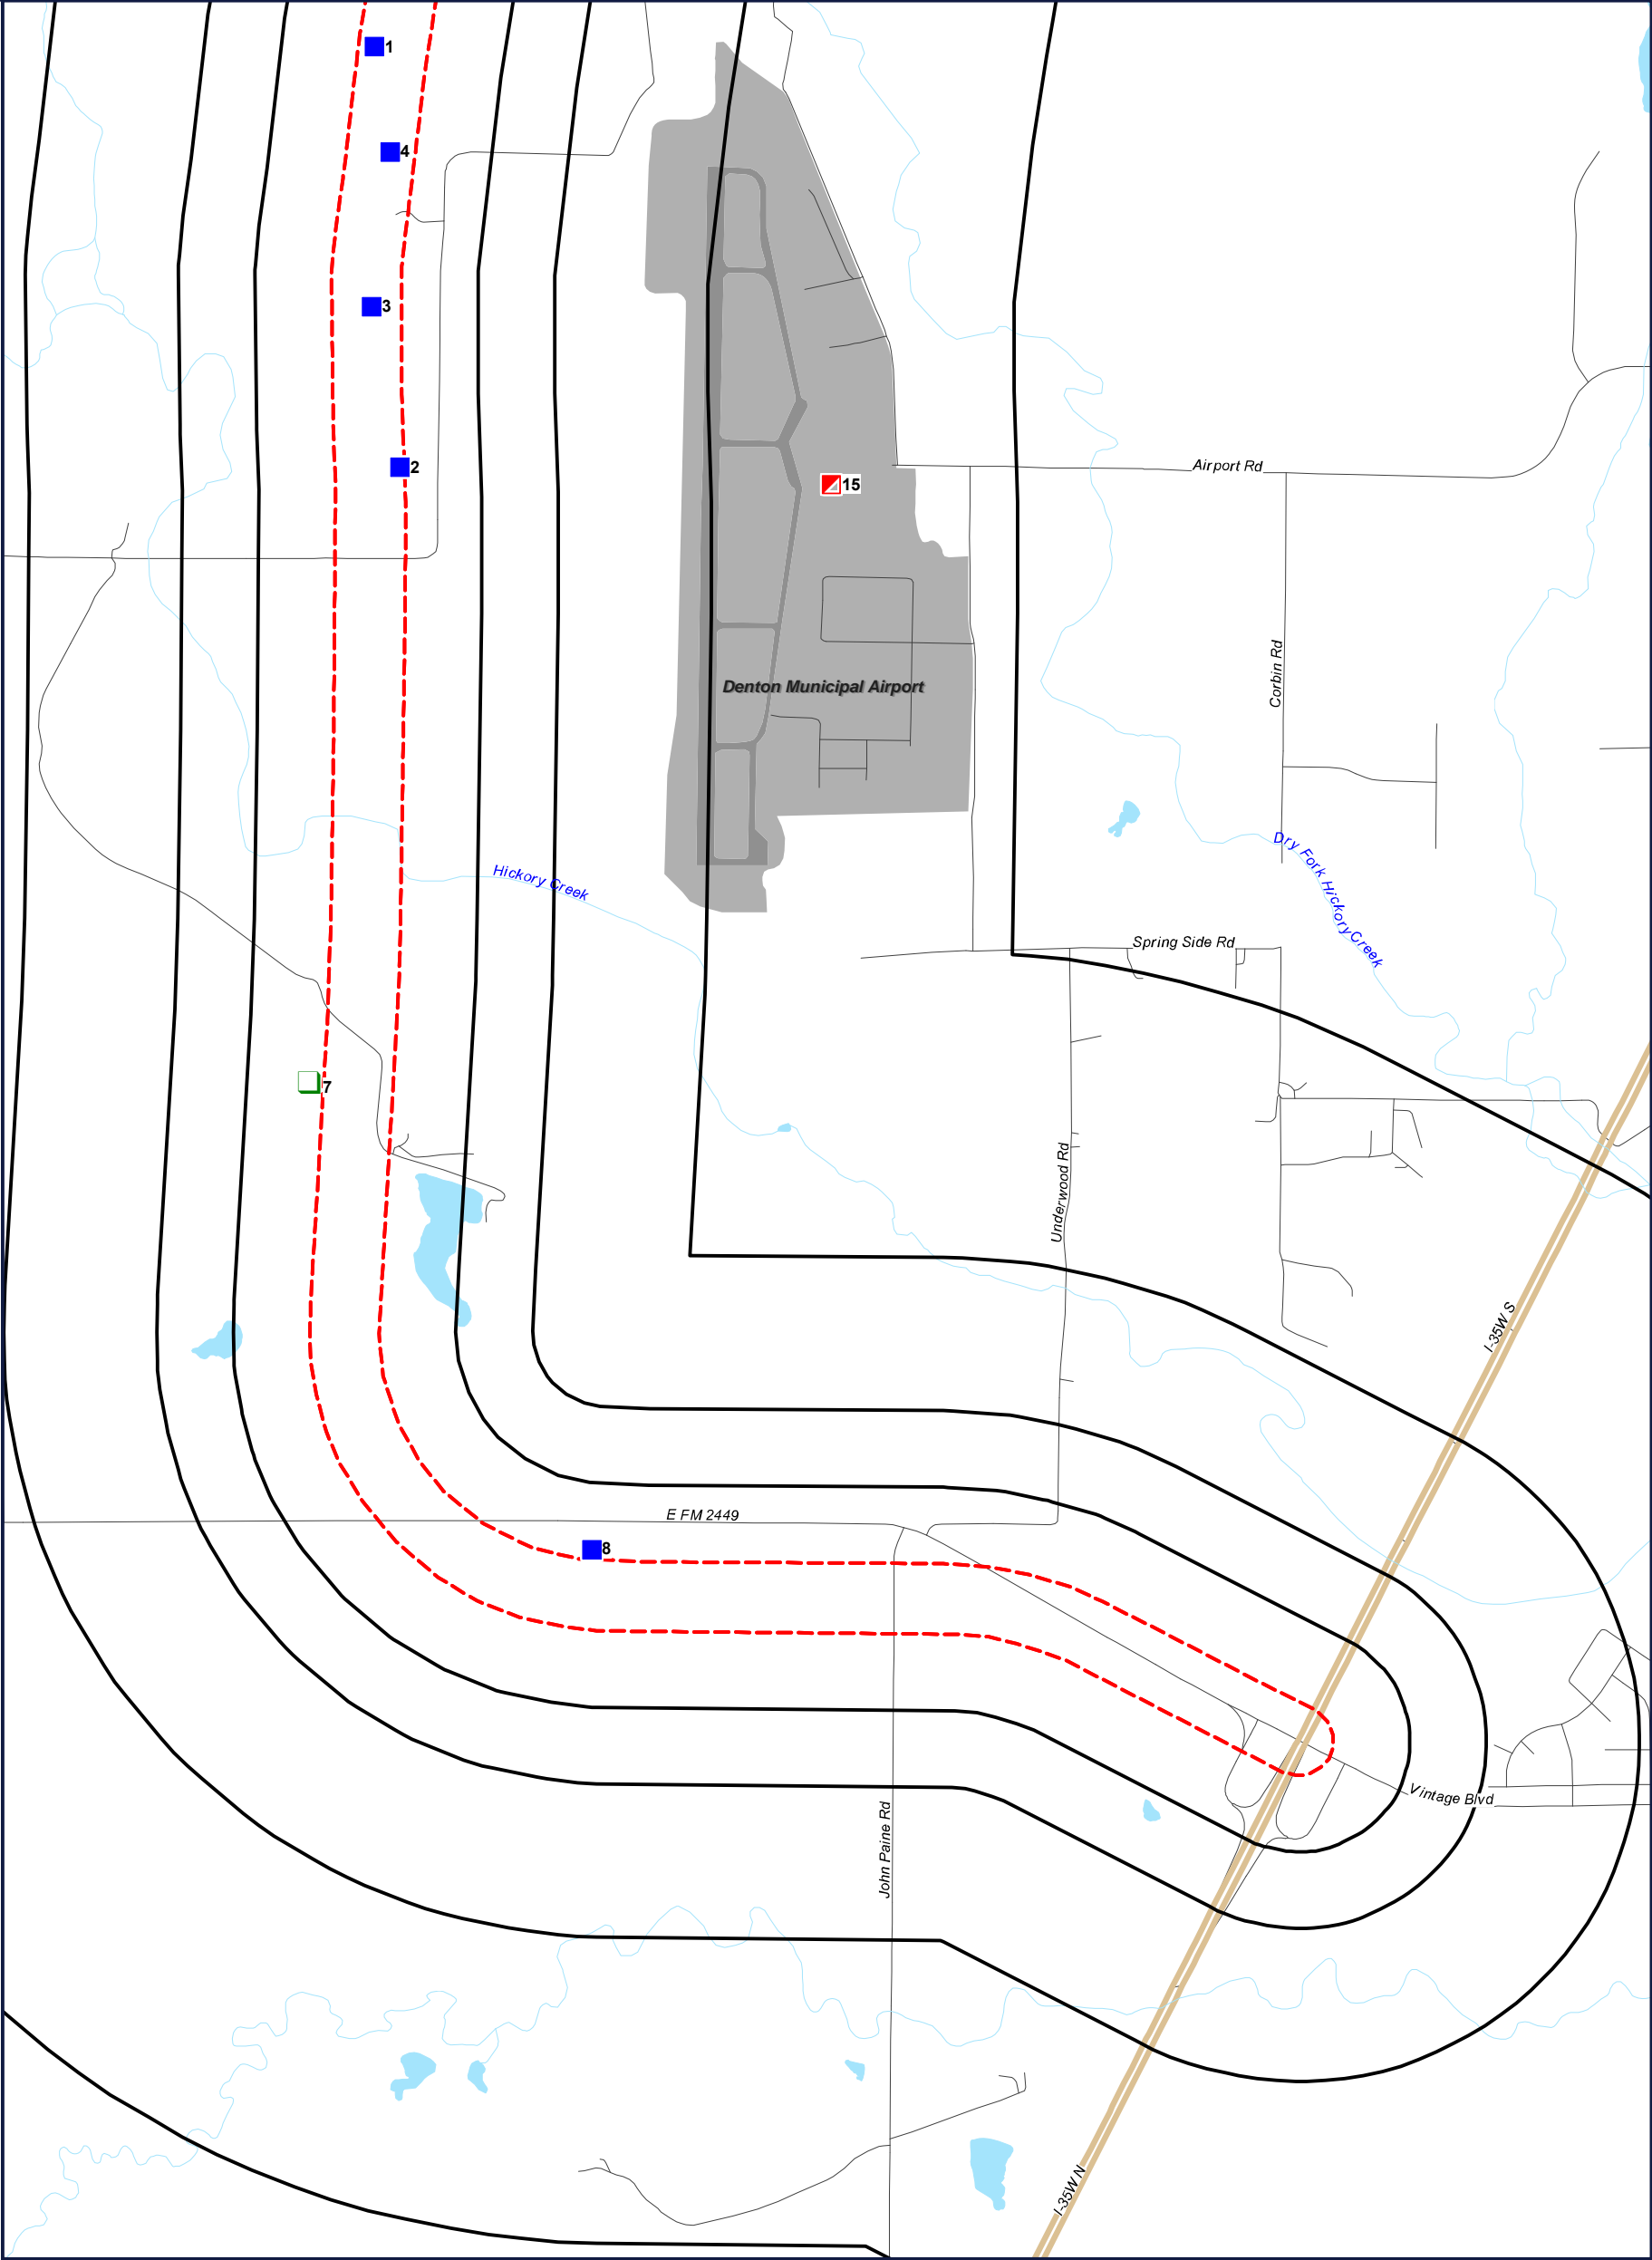 1
4
3
2
15
Airport Rd
Corbin Rd
Denton Municipal Airport
Hickory Creek
Dry Fork Hickory Creek
Spring Side Rd
7
Underwood Rd
I-35W S
E FM 2449
8
Vintage Blvd
John Paine Rd
I-35W N